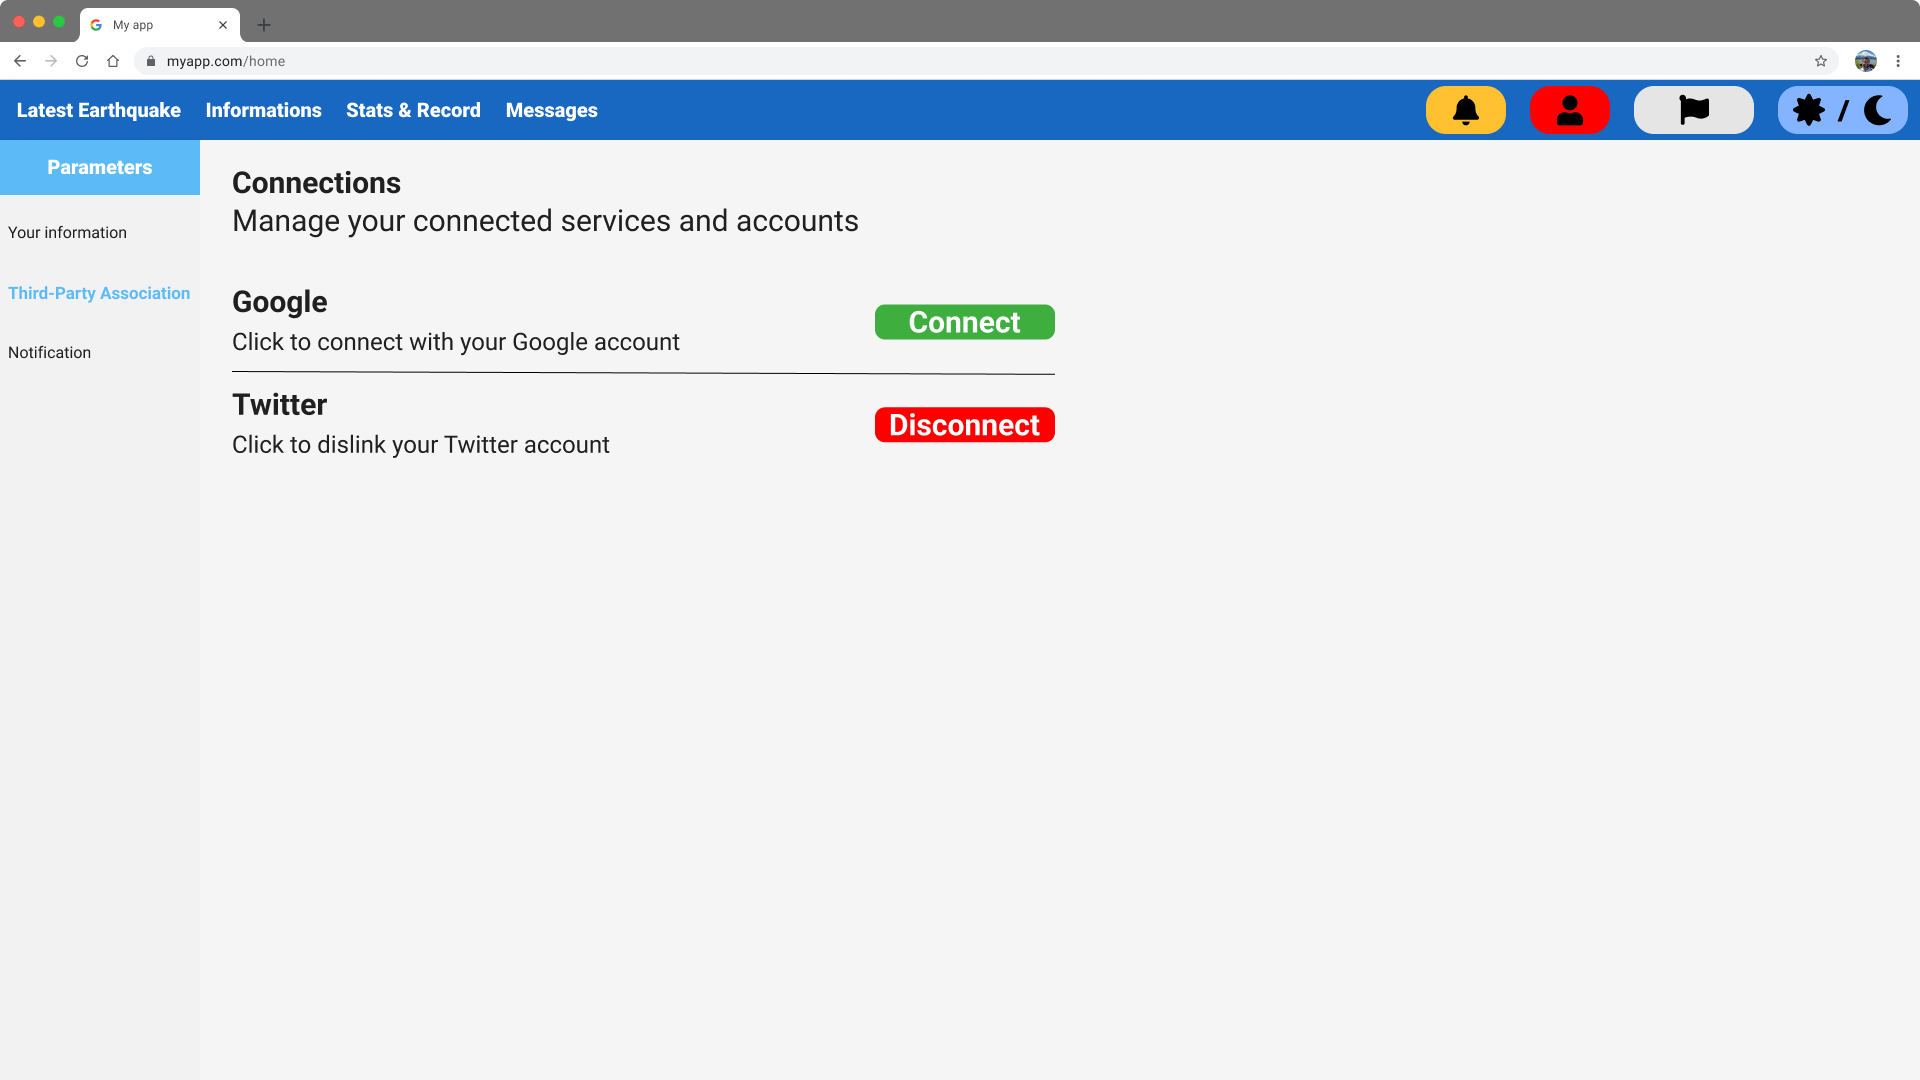 My app
myapp.com/home
Latest Earthquake Informations Stats & Record Messages /
Parameters
Your information
Third-Party Association
Notification
Connections
Manage your connected services and accounts
Google
Click to connect with your Google account
Connect
Twitter
Click to dislink your Twitter account
Disconnect